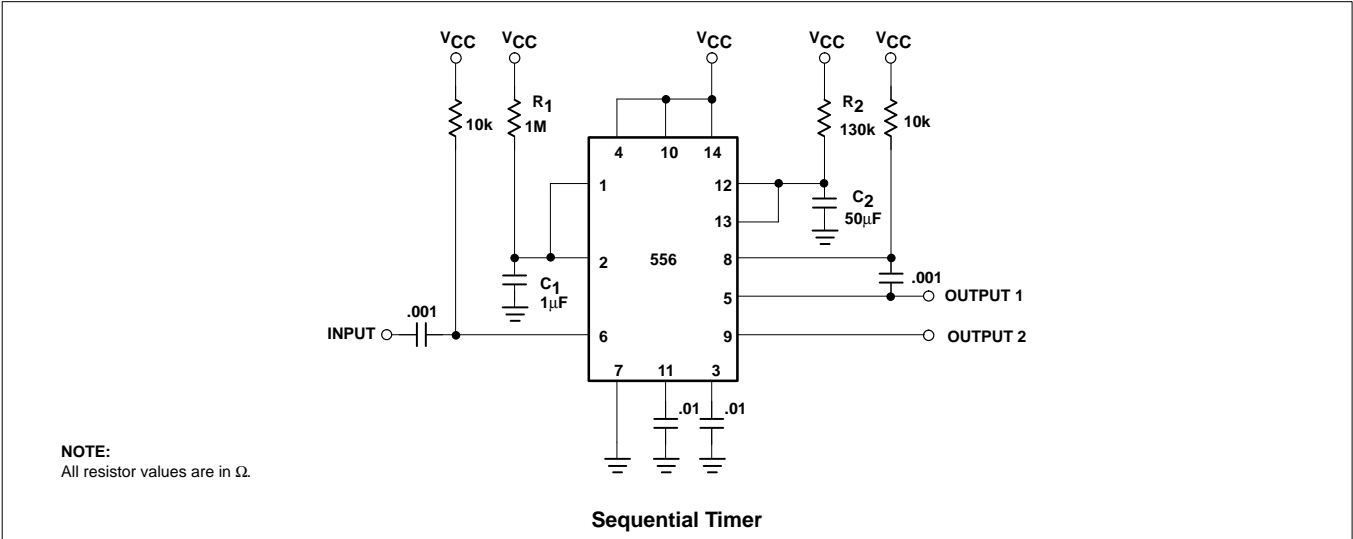 VCC VCC VCC VCC VCC
R1 R2
10k 1M 130k 10k
4 10 14
1 12
C2
13 50μF
2 556 8
C1 .001
1μF 5 OUTPUT 1
.001
INPUT 6 9 OUTPUT 2
7 11 3
.01 .01
NOTE:
All resistor values are in Ω.
Sequential Timer